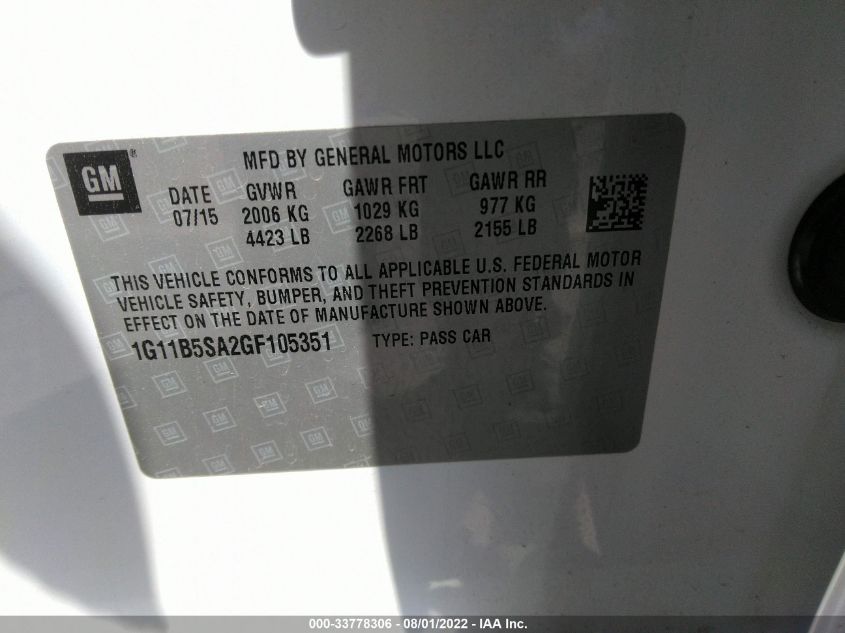 GM ®
MFD BY GENERAL MOTORS LLC
DATE GVWR GAWR FRT GAWR RR
07/15 2006 KG 1029 KG 977 KG
4423 LB 2268 LB 2155 LB
THIS VEHICLE CONFORMS TO ALL APPLICABLE U.S. FEDERAL MOTOR
VEHICLE SAFETY, BUMPER, AND THEFT PREVENTION STANDARDS IN
EFFECT ON THE DATE OF MANUFACTURE SHOWN ABOVE.
1G11B5SA2GF105351 TYPE: PASS CAR
000-33778306 - 08/01/2022 - IAA Inc.